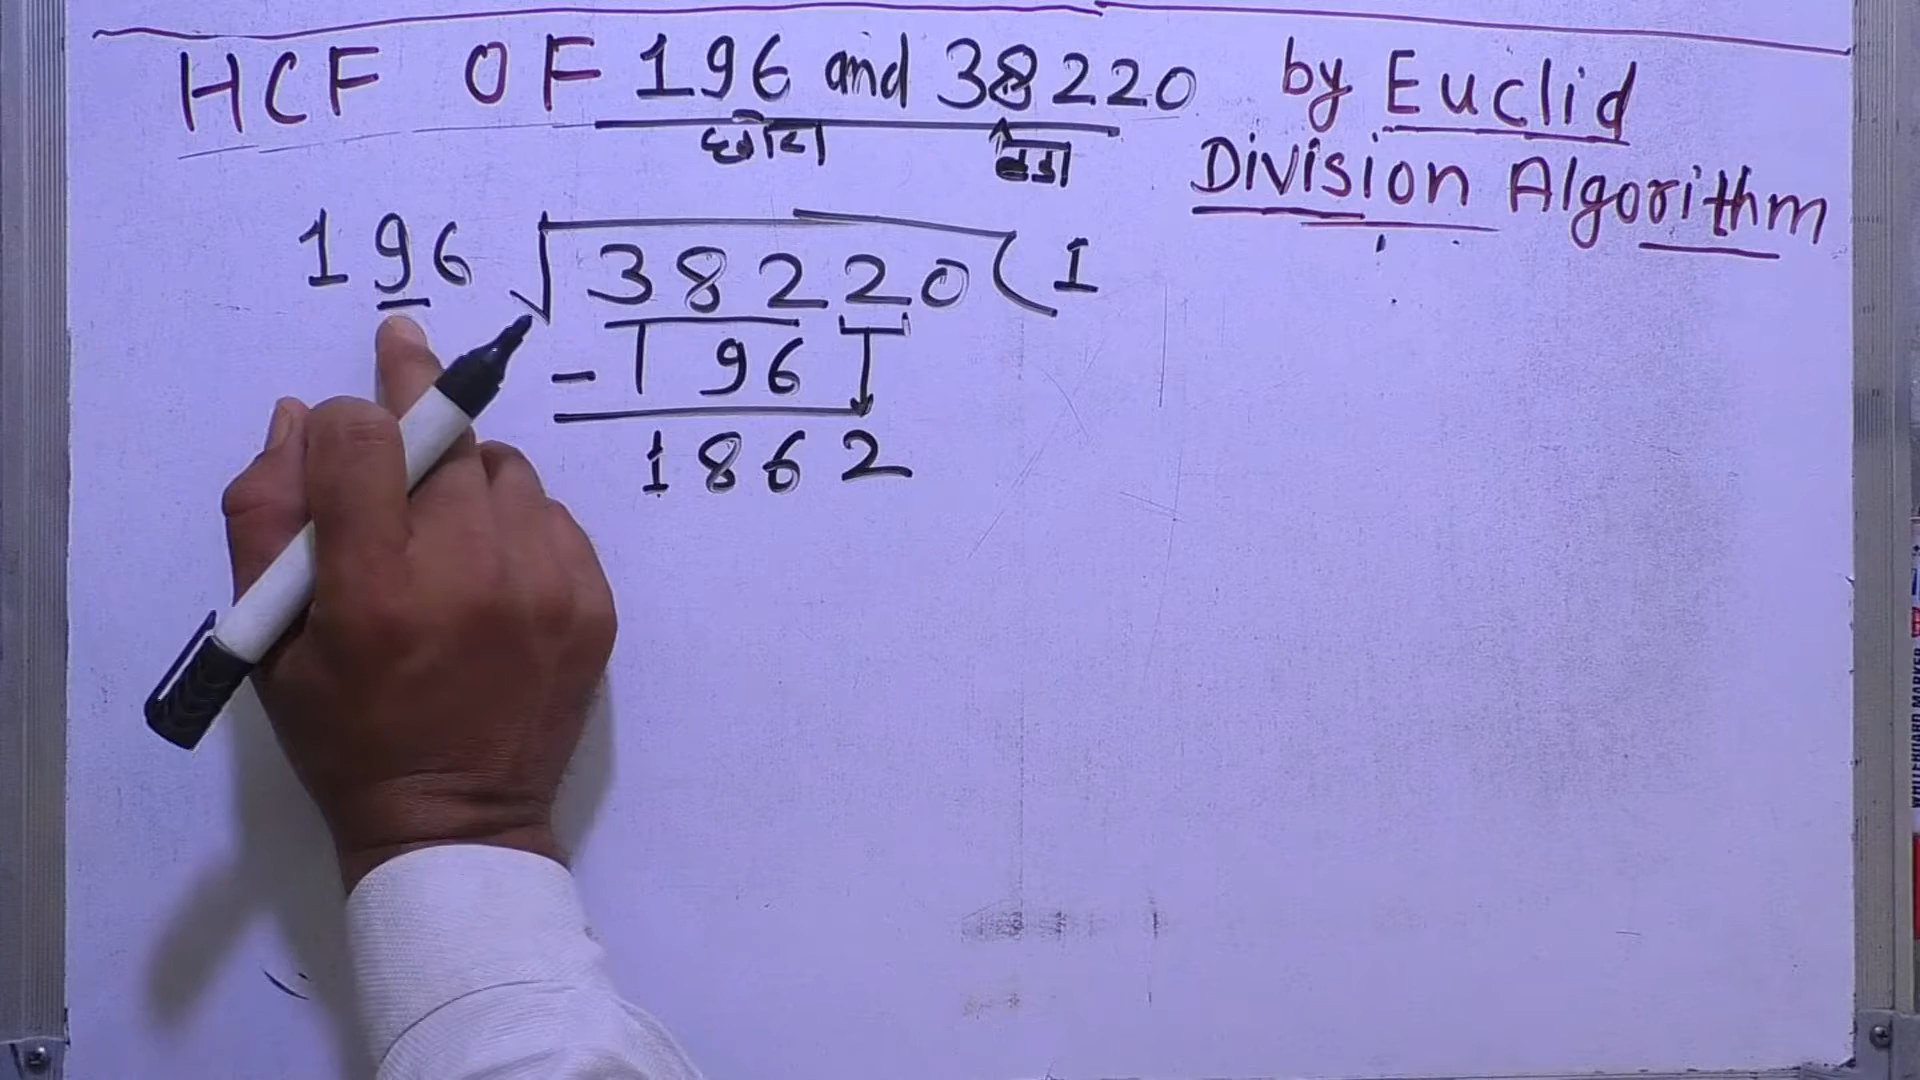 HCF OF 196 and 38220 by Euclid
Division Algorithm
छोटा
बडा
196 38220 ( 1
- 196
1862